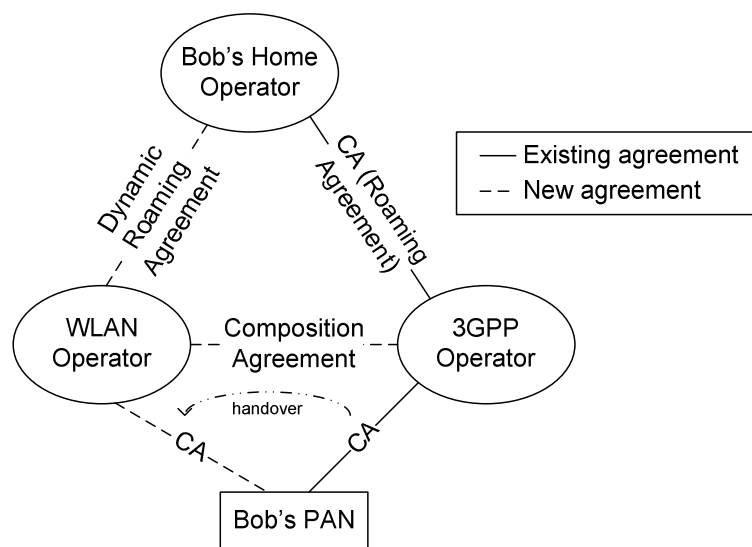 Bob's Home
Operator
Dynamic
Roaming
Agreement
CA (Roaming
Agreement)
Existing agreement
New agreement
WLAN
Operator
Composition
Agreement
3GPP
Operator
handover
CA
CA
Bob's PAN